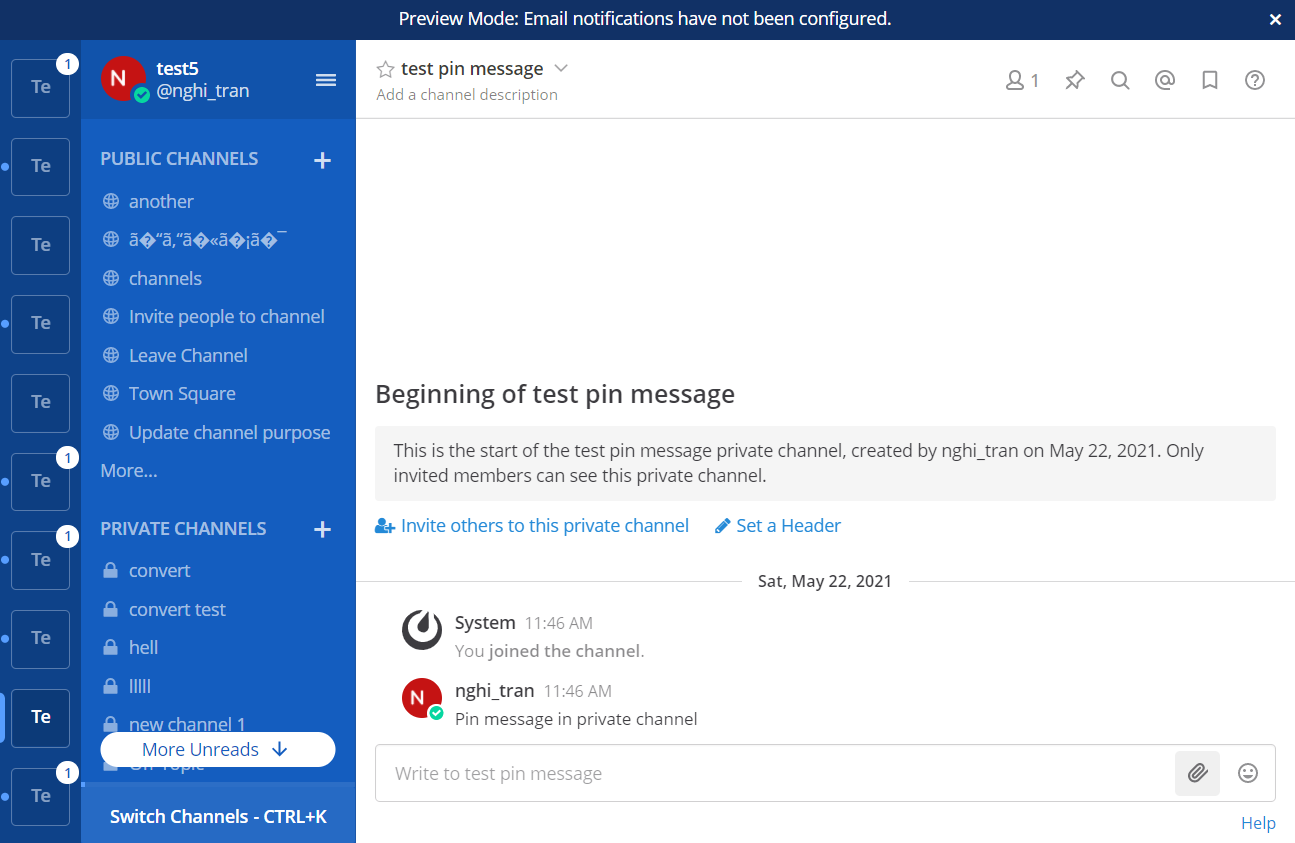 Preview Mode: Email notifications have not been configured.
Te 1
Te
Te
Te
Te
Te 1
Te 1
Te
Te
Te 1
N
test5
@nghi_tran
PUBLIC CHANNELS
another
channels
Invite people to channel
Leave Channel
Town Square
Update channel purpose
More...
PRIVATE CHANNELS
convert
convert test
hell
new channel 1
More Unreads
Off-Topic
Switch Channels - CTRL+K
test pin message
Add a channel description
1
Beginning of test pin message
This is the start of the test pin message private channel, created by nghi_tran on May 22, 2021. Only
invited members can see this private channel.
Invite others to this private channel
Set a Header
Sat, May 22, 2021
System 11:46 AM
You joined the channel.
N
nghi_tran 11:46 AM
Pin message in private channel
Write to test pin message
Help